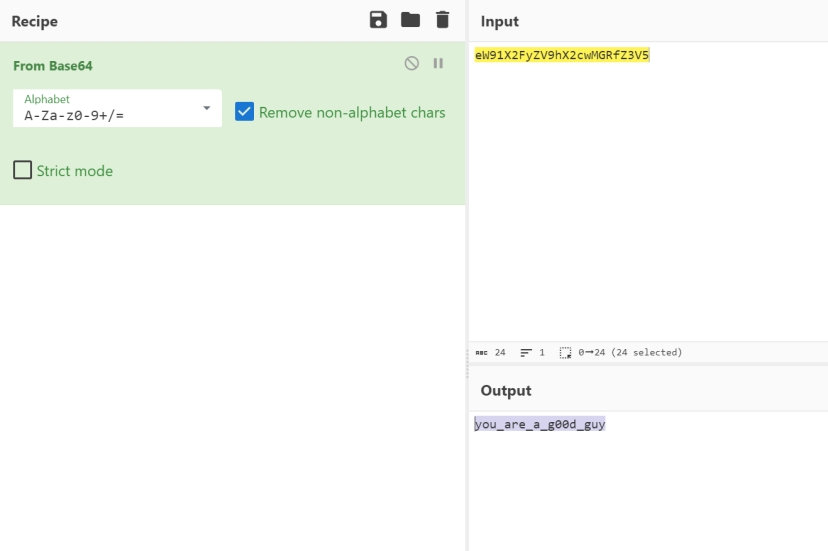 Recipe
From Base64
Alphabet
A-Za-z0-9+/=
Remove non-alphabet chars
Strict mode
Input
eW91X2FyZV9hX2cwMGRfZ3V5
ABC 24 1 0→24 (24 selected)
Output
you_are_a_g00d_guy